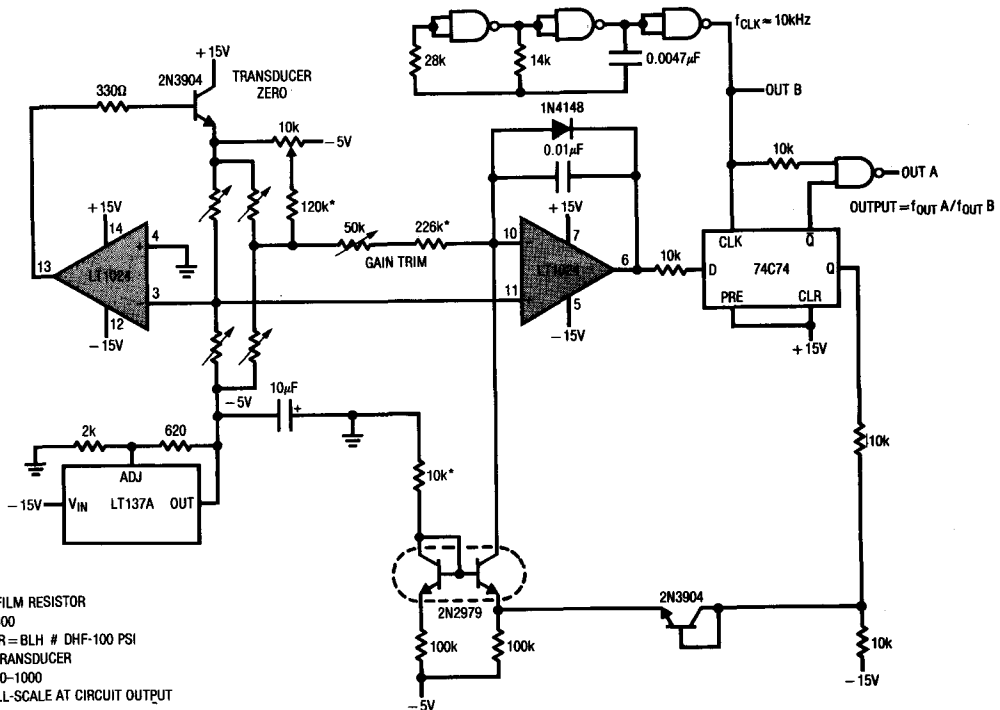 fCLK≈10kHz
28k
14k
0.0047µF
+15V
2N3904
TRANSDUCER
ZERO
330Ω
10k
−5V
1N4148
0.01µF
OUT B
10k
OUT A
OUTPUT=fOUT A/fOUT B
120k*
50k
226k*
GAIN TRIM
+15V
14
4
+
13
LT1024
3
−
12
−15V
+15V
10
−
7
LT1024
6
11
+
5
−15V
10k
CLK
Q̅
D
74C74
Q
PRE
CLR
+15V
−5V
10µF
+
2k
620
ADJ
−15V
VIN
LT137A
OUT
10k*
10k
2N2979
2N3904
100k
100k
10k
−5V
−15V
FILM RESISTOR
00
R=BLH # DHF-100 PSI
RANSDUCER
0–1000
LL-SCALE AT CIRCUIT OUTPUT